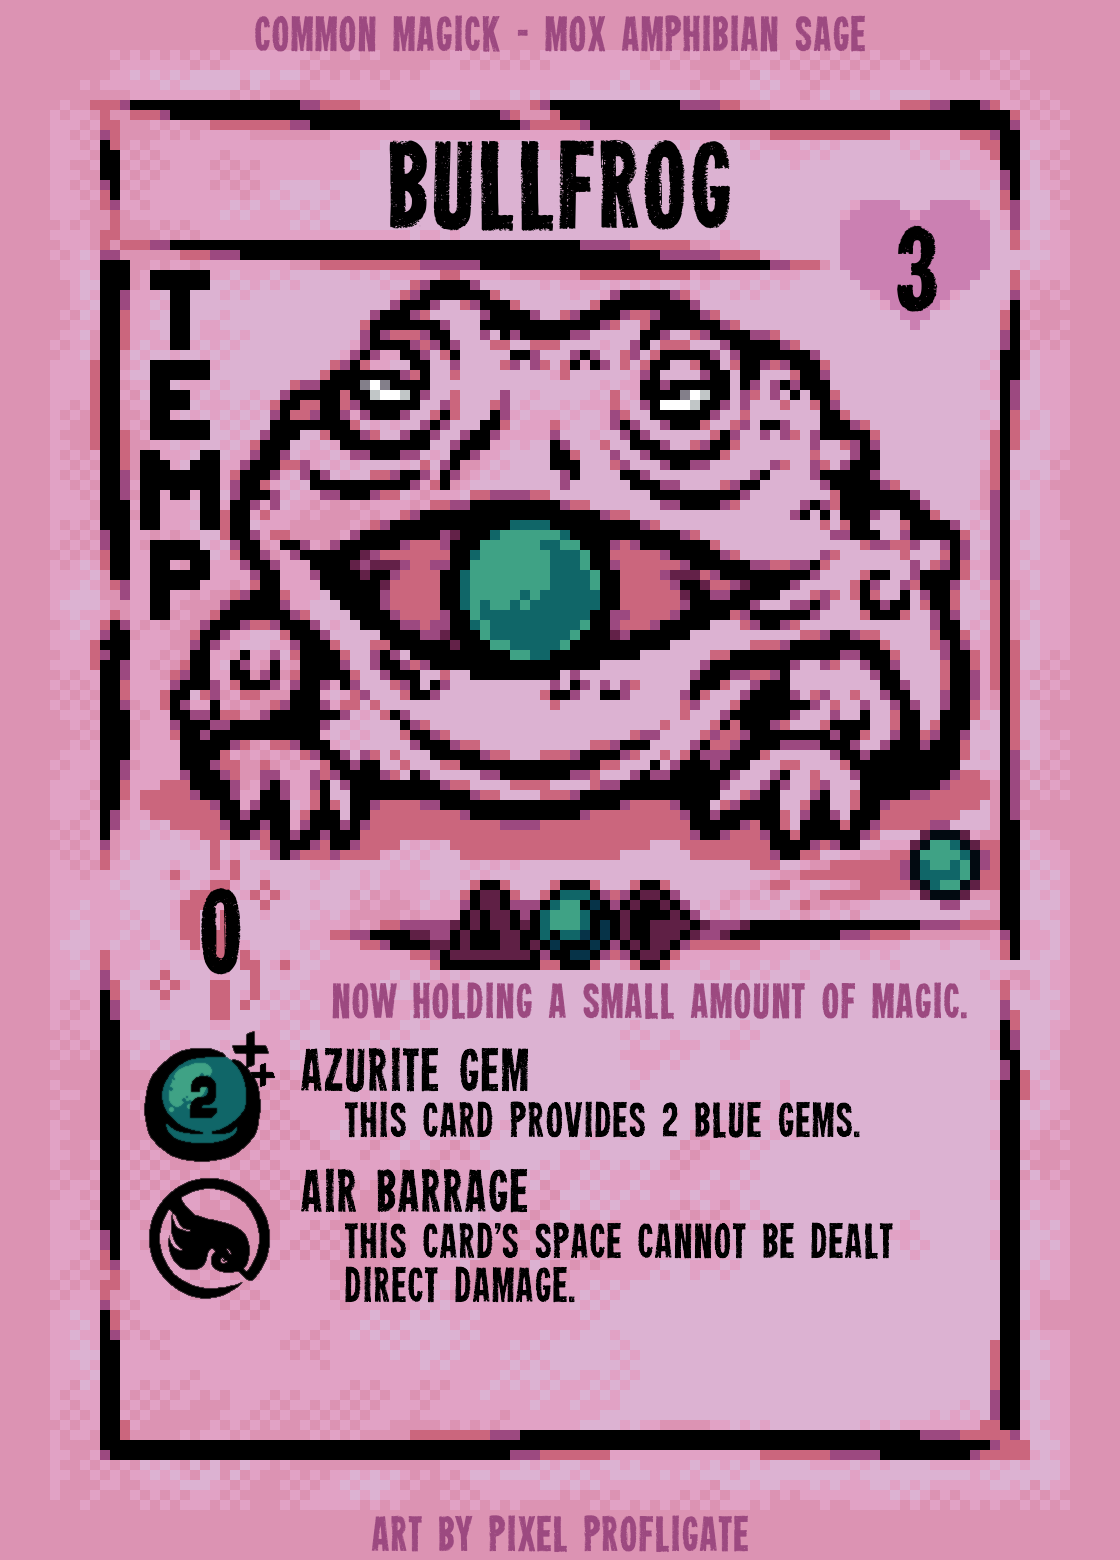 COMMON MAGICK - MOX AMPHIBIAN SAGE
BULLFROG
3
TEMP
0
NOW HOLDING A SMALL AMOUNT OF MAGIC.
2
AZURITE GEM
THIS CARD PROVIDES 2 BLUE GEMS.
AIR BARRAGE
THIS CARD'S SPACE CANNOT BE DEALT
DIRECT DAMAGE.
ART BY PIXEL PROFLIGATE